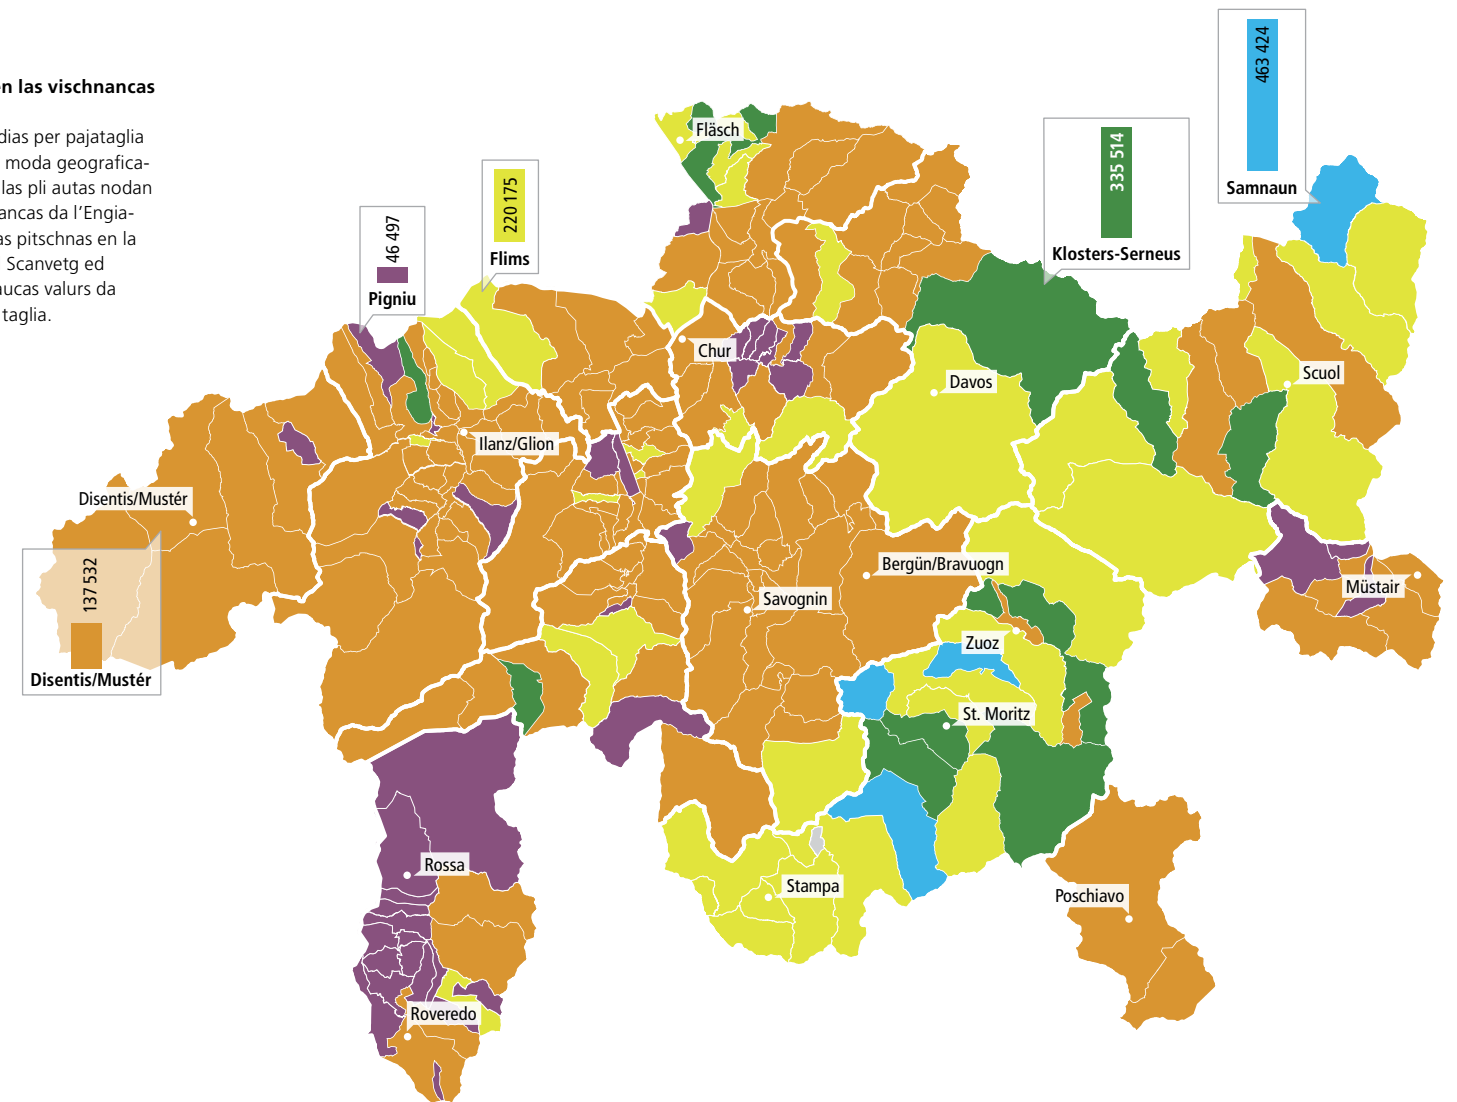 en las vischnancas
dias per pajataglia
moda geografica-
las pli autas nodan
ancas da l'Engia-
as pitschnas en la
Scanvetg ed
aucas valurs da
taglia.
46 497
Pigniu
220 175
Flims
335 514
Klosters-Serneus
463 424
Samnaun
137 532
Disentis/Mustér
Fläsch
Chur
Davos
Scuol
Ilanz/Glion
Disentis/Mustér
Bergün/Bravuogn
Savognin
Müstair
Zuoz
St. Moritz
Rossa
Stampa
Poschiavo
Roveredo